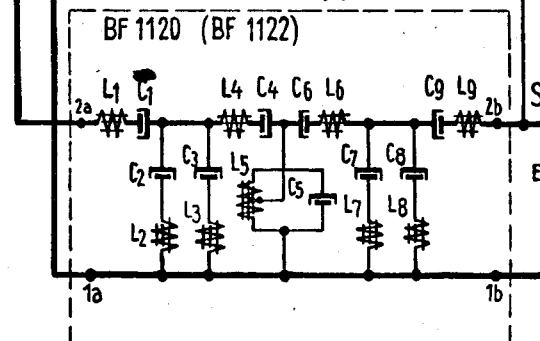 BF 1120 (BF 1122)
L1 C1 L4 C4 C6 L6 C9 L9
2a 2b
C2 C3 L5 C5 C7 C8
L2 L3 L7 L8
1a 1b